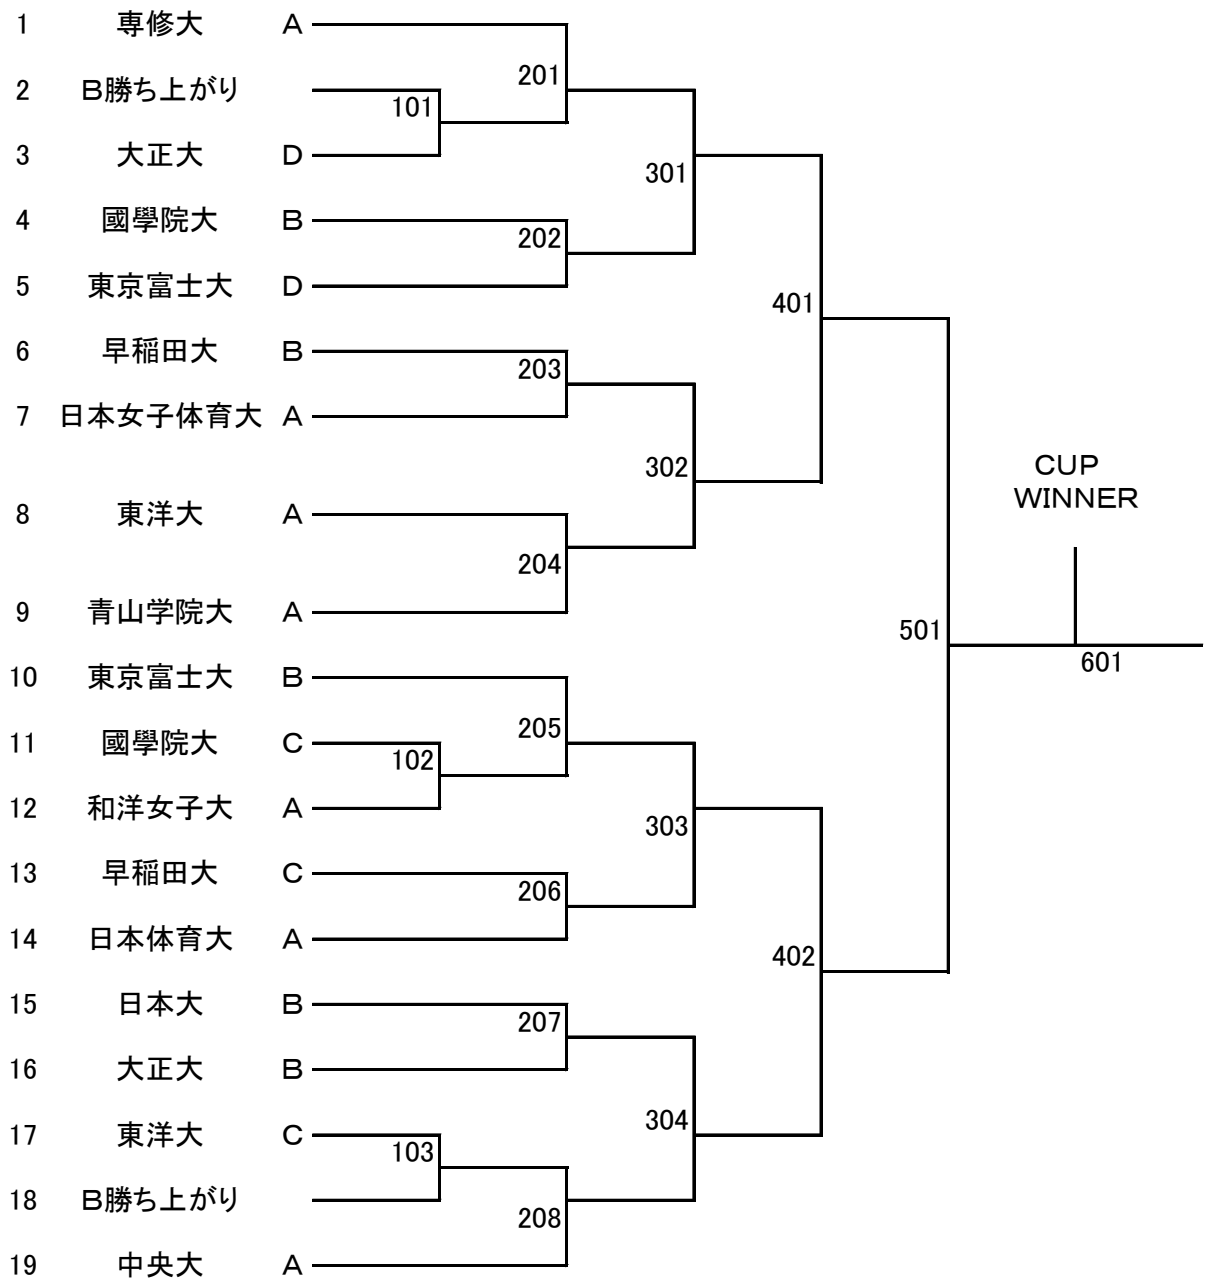 1 専修大 A
201
2 B勝ち上がり
101
3 大正大 D
301
4 國學院大 B
202
5 東京富士大 D
401
6 早稲田大 B
203
7 日本女子体育大 A
302
CUP
WINNER
8 東洋大 A
204
9 青山学院大 A
501
601
10 東京富士大 B
205
11 國學院大 C
102
12 和洋女子大 A
303
13 早稲田大 C
206
14 日本体育大 A
402
15 日本大 B
207
16 大正大 B
304
17 東洋大 C
103
18 B勝ち上がり
208
19 中央大 A